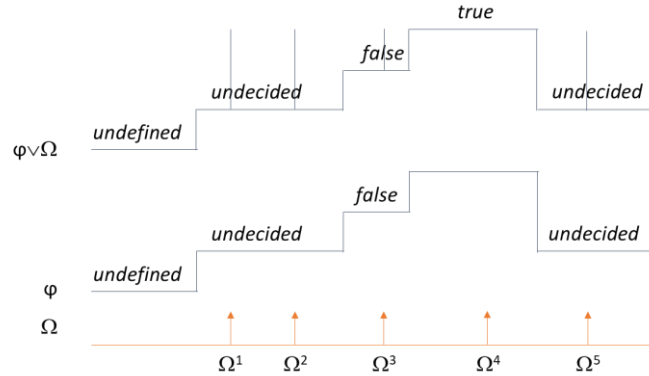 true
false
undecided
undecided
undefined
φ∨Ω
false
undecided
undecided
undefined
φ
Ω
Ω¹ Ω² Ω³ Ω⁴ Ω⁵